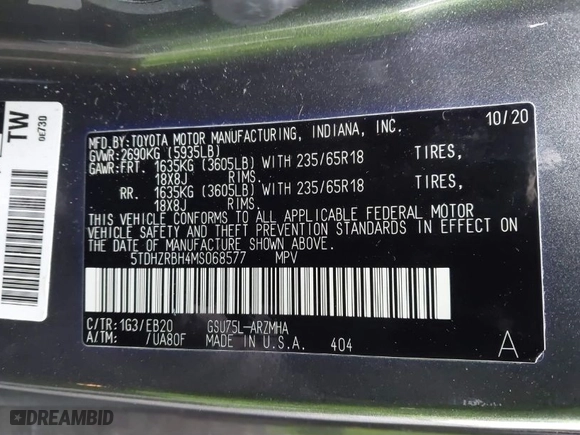 TW
0E730
10/20
MFD.BY:TOYOTA MOTOR MANUFACTURING, INDIANA, INC.
GVWR:2690KG (5935LB)
GAWR:FRT. 1635KG (3605LB) WITH 235/65R18 TIRES,
18X8J RIMS.
RR. 1635KG (3605LB) WITH 235/65R18 TIRES,
18X8J RIMS.
THIS VEHICLE CONFORMS TO ALL APPLICABLE FEDERAL MOTOR
VEHICLE SAFETY AND THEFT PREVENTION STANDARDS IN EFFECT ON
THE DATE OF MANUFACTURE SHOWN ABOVE.
5TDHZRBH4MS068577 MPV
C/TR:1G3/EB20 GSU75L-ARZMHA
A/TM: /UA80F MADE IN U.S.A. 404 A
DREAMBID